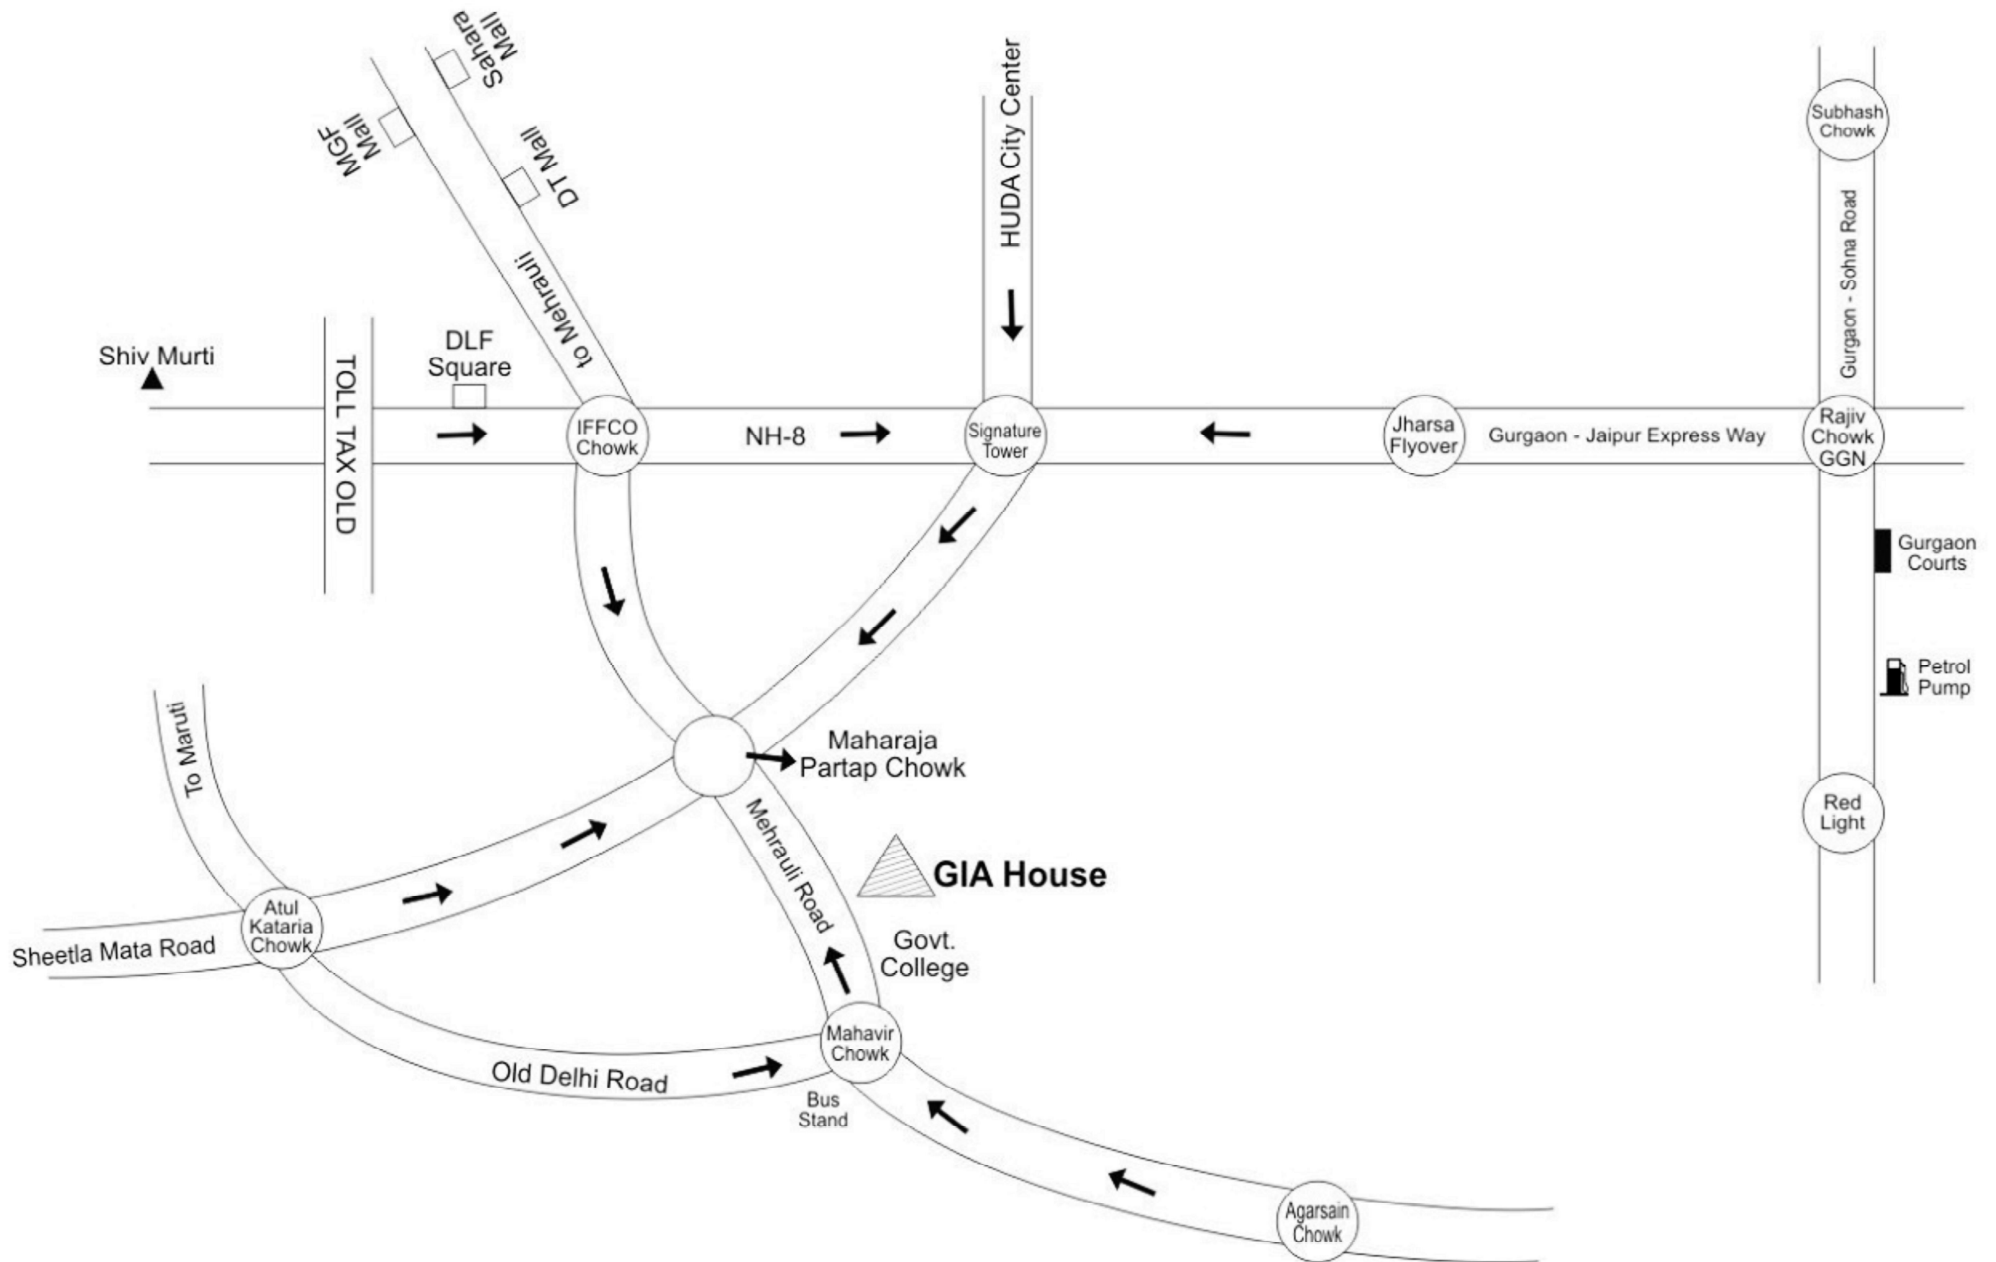 Sahara
Mall
MGF
Mall
DT Mall
to Mehrauli
HUDA City Center
Subhash
Chowk
Gurgaon - Sohna Road
Shiv Murti
TOLL TAX OLD
DLF
Square
IFFCO
Chowk
NH-8
Signature
Tower
Jharsa
Flyover
Gurgaon - Jaipur Express Way
Rajiv
Chowk
GGN
Gurgaon
Courts
Petrol
Pump
Red
Light
To Maruti
Maharaja
Partap Chowk
Mehrauli Road
GIA House
Atul
Kataria
Chowk
Sheetla Mata Road
Govt.
College
Mahavir
Chowk
Old Delhi Road
Bus
Stand
Agarsain
Chowk